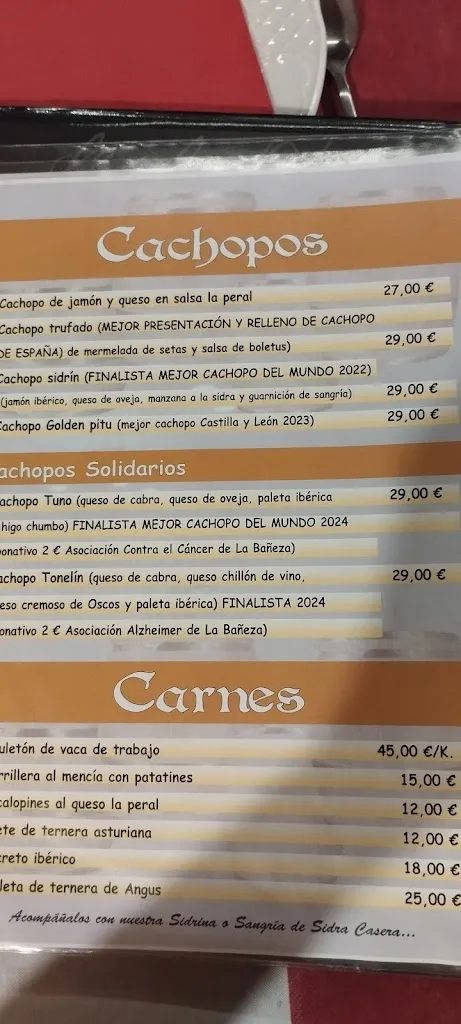 Cachopos
Cachopo de jamón y queso en salsa la peral 27,00 €
Cachopo trufado (MEJOR PRESENTACIÓN Y RELLENO DE CACHOPO
DE ESPAÑA) de mermelada de setas y salsa de boletus) 29,00 €
Cachopo sidrín (FINALISTA MEJOR CACHOPO DEL MUNDO 2022)
(jamón ibérico, queso de oveja, manzana a la sidra y guarnición de sangría) 29,00 €
Cachopo Golden pitu (mejor cachopo Castilla y León 2023) 29,00 €
achopos Solidarios
achopo Tuno (queso de cabra, queso de oveja, paleta ibérica 29,00 €
higo chumbo) FINALISTA MEJOR CACHOPO DEL MUNDO 2024
onativo 2 € Asociación Contra el Cáncer de La Bañeza)
achopo Tonelín (queso de cabra, queso chillón de vino, 29,00 €
eso cremoso de Oscos y paleta ibérica) FINALISTA 2024
onativo 2 € Asociación Alzheimer de La Bañeza)
Carnes
uletón de vaca de trabajo 45,00 €/K.
rrillera al mencía con patatines 15,00 €
calopines al queso la peral 12,00 €
ete de ternera asturiana 12,00 €
creto ibérico 18,00 €
leta de ternera de Angus 25,00 €
Acompáñalos con nuestra Sidrina o Sangría de Sidra Casera...